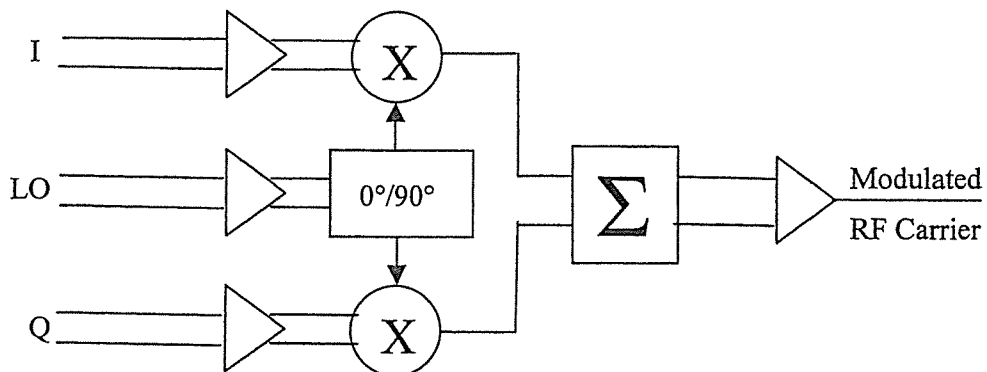 I
X
LO
0°/90°
Σ
Modulated
RF Carrier
Q
X